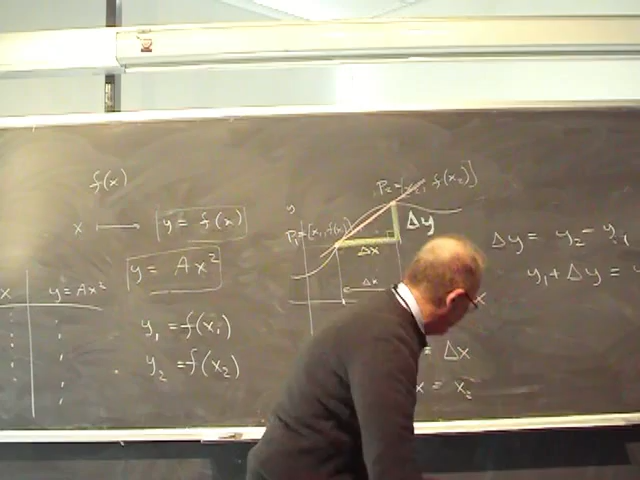 f(x)
x ⟼ y = f(x)
y = Ax²
x y = Ax²
y₁ = f(x₁)
y₂ = f(x₂)
y
P₁ = [x₁, f(x)
P₂ = [x₂, f(x₂)]
Δy
Δx
Δx
x
Δy = y₂ - y₁
y₁ + Δy =
= Δx
x = x₂